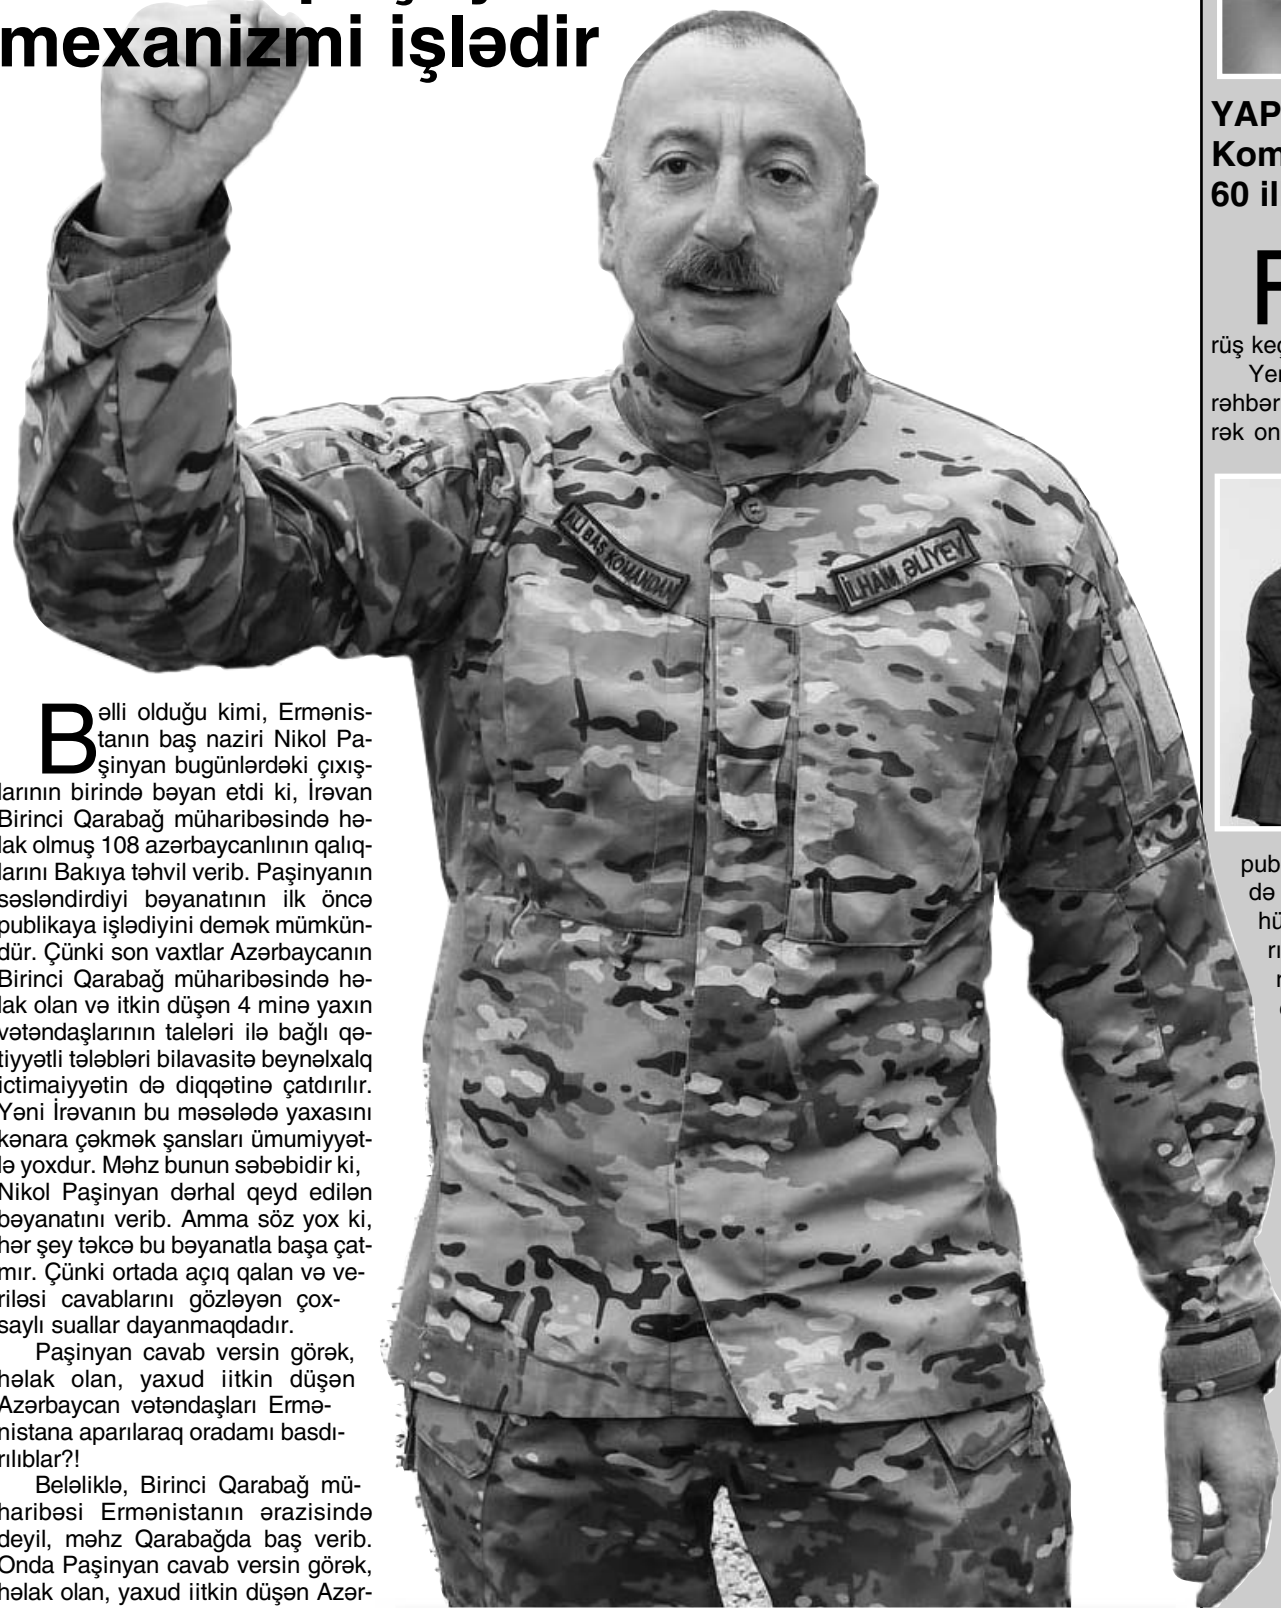 mexanizmi işlədir
ALİ BAŞ KOMANDAN
İLHAM ƏLİYEV
Bəlli olduğu kimi, Ermənis-
tanın baş naziri Nikol Pa-
şinyan bugünlərdəki çıxış-
larının birində bəyan etdi ki, İrəvan
Birinci Qarabağ müharibəsində hə-
lak olmuş 108 azərbaycanlının qalıq-
larını Bakıya təhvil verib. Paşinyanın
səsləndirdiyi bəyanatının ilk öncə
publikaya işlədiyini demək mümkün-
dür. Çünki son vaxtlar Azərbaycanın
Birinci Qarabağ müharibəsində hə-
lak olan və itkin düşən 4 minə yaxın
vətəndaşlarının taleləri ilə bağlı qə-
tiyyətli tələbləri bilavasitə beynəlxalq
ictimaiyyətin də diqqətinə çatdırılır.
Yəni İrəvanın bu məsələdə yaxasını
kənara çəkmək şansları ümumiyyət-
lə yoxdur. Məhz bunun səbəbidir ki,
Nikol Paşinyan dərhal qeyd edilən
bəyanatını verib. Amma söz yox ki,
hər şey təkcə bu bəyanatla başa çat-
mır. Çünki ortada açıq qalan və ve-
riləsi cavablarını gözləyən çox-
saylı suallar dayanmaqdadır.
Paşinyan cavab versin görək,
həlak olan, yaxud iitkin düşən
Azərbaycan vətəndaşları Ermə-
nistana aparılaraq oradamı basdı-
rılıblar?!
Beləliklə, Birinci Qarabağ mü-
haribəsi Ermənistanın ərazisində
deyil, məhz Qarabağda baş verib.
Onda Paşinyan cavab versin görək,
həlak olan, yaxud iitkin düşən Azər-
YAP
Kom
60 il
rüş keç
Yer
rəhbər
rək on
pub
də
hü